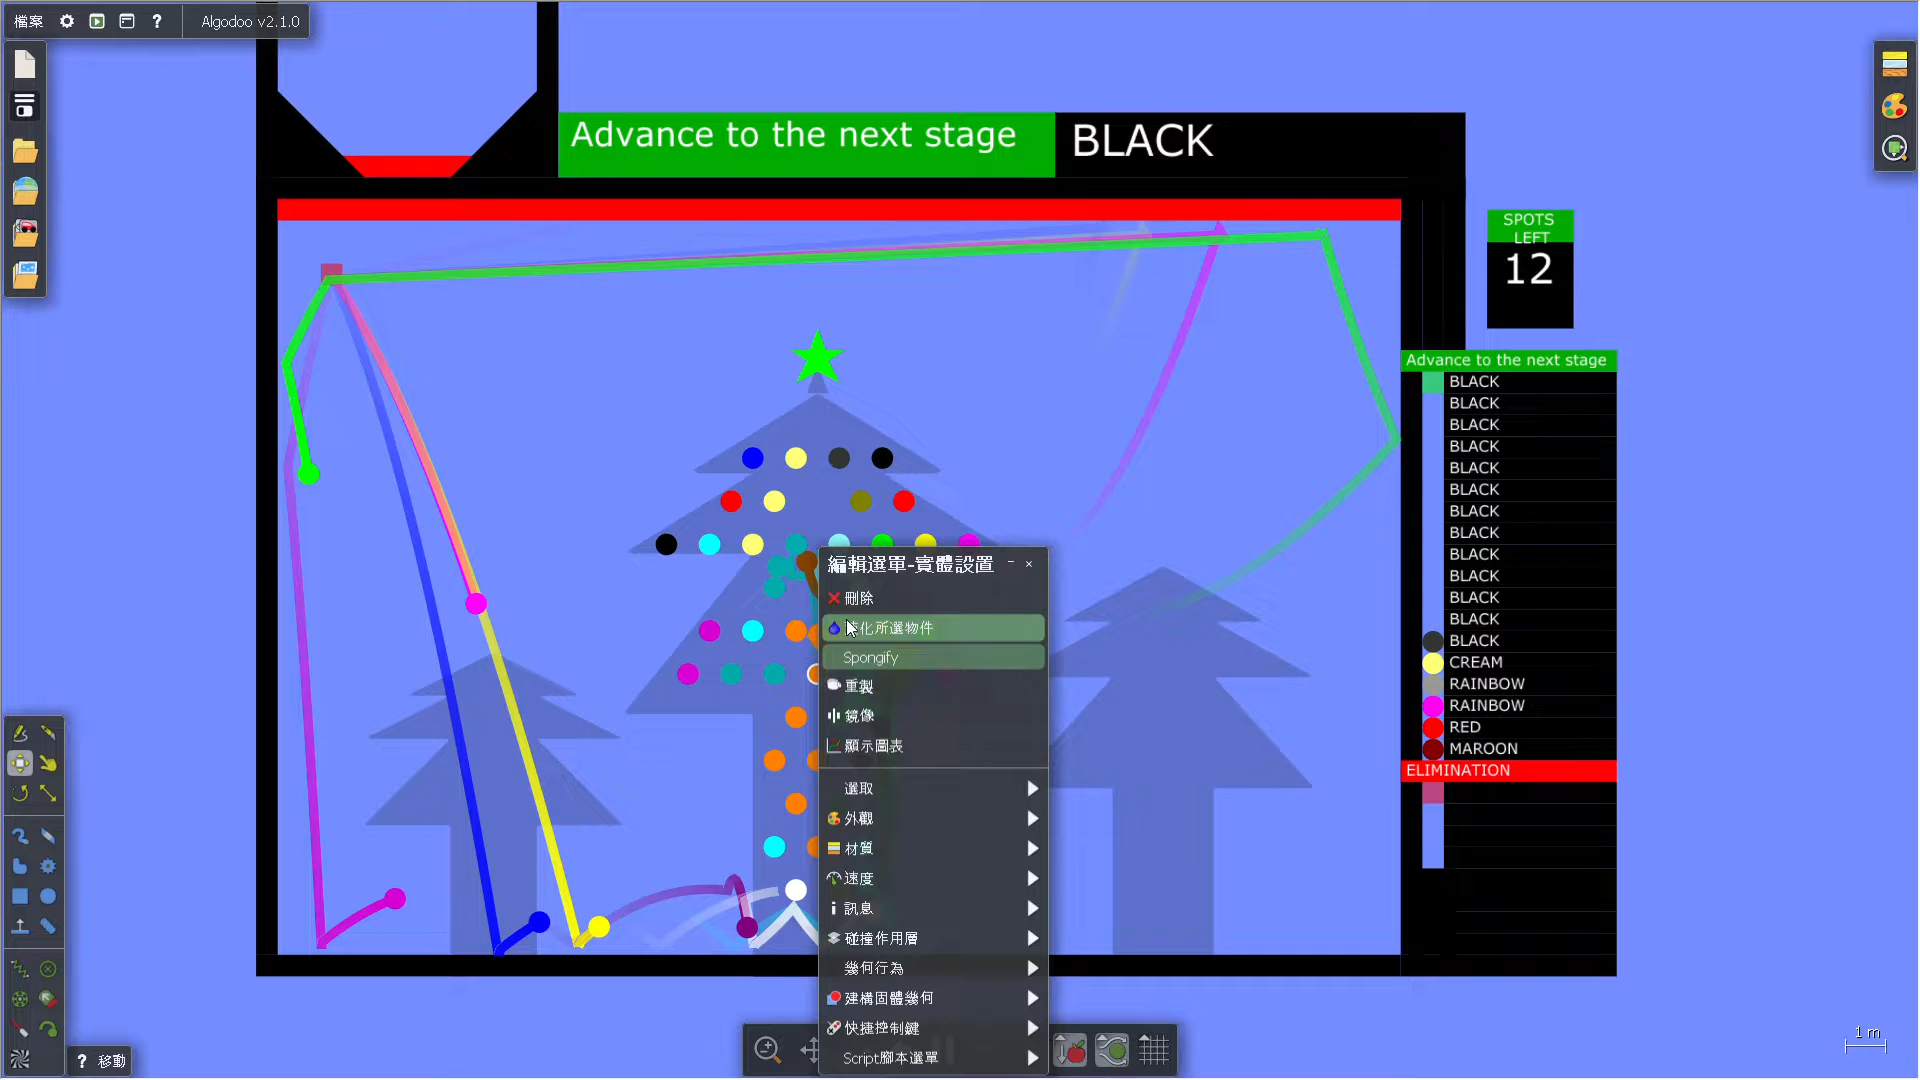 檔案
?
Algodoo v2.1.0
Advance to the next stage
BLACK
SPOTS
LEFT
12
Advance to the next stage
BLACK
BLACK
BLACK
BLACK
BLACK
BLACK
BLACK
BLACK
BLACK
BLACK
BLACK
BLACK
BLACK
CREAM
RAINBOW
RAINBOW
RED
MAROON
ELIMINATION
編輯選單-實體設置
刪除
化所選物件
Spongify
重製
鏡像
顯示圖表
選取
外觀
材質
速度
訊息
碰撞作用層
幾何行為
建構固體幾何
快捷控制鍵
Script腳本選單
? 移動
1 m